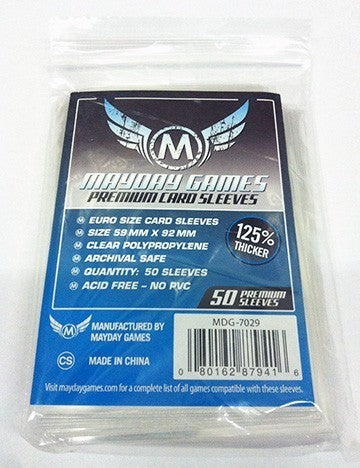 M
MAYDAY GAMES
PREMIUM CARD SLEEVES
M EURO SIZE CARD SLEEVES
M SIZE 59 MM X 92 MM
M CLEAR POLYPROPYLENE
M ARCHIVAL SAFE
M QUANTITY: 50 SLEEVES
M ACID FREE – NO PVC
125%
THICKER
50 PREMIUM
SLEEVES
M MANUFACTURED BY
MAYDAY GAMES
CS MADE IN CHINA
MDG-7029
0 80162 87941 6
Visit maydaygames.com for a complete list of all games compatible with these sleeves.